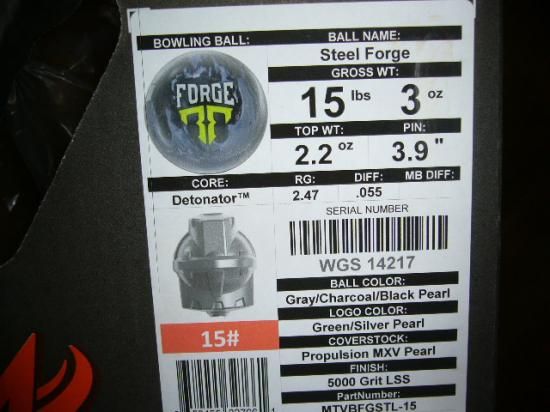 BOWLING BALL:
FORGE
BALL NAME:
Steel Forge
GROSS WT:
15 lbs 3 oz
TOP WT: PIN:
2.2 oz 3.9 "
CORE: RG: DIFF: MB DIFF:
Detonator™ 2.47 .055
SERIAL NUMBER
WGS 14217
BALL COLOR:
Gray/Charcoal/Black Pearl
LOGO COLOR:
Green/Silver Pearl
15#
COVERSTOCK:
Propulsion MXV Pearl
FINISH:
5000 Grit LSS
PartNumber:
MTVBFGSTL-15